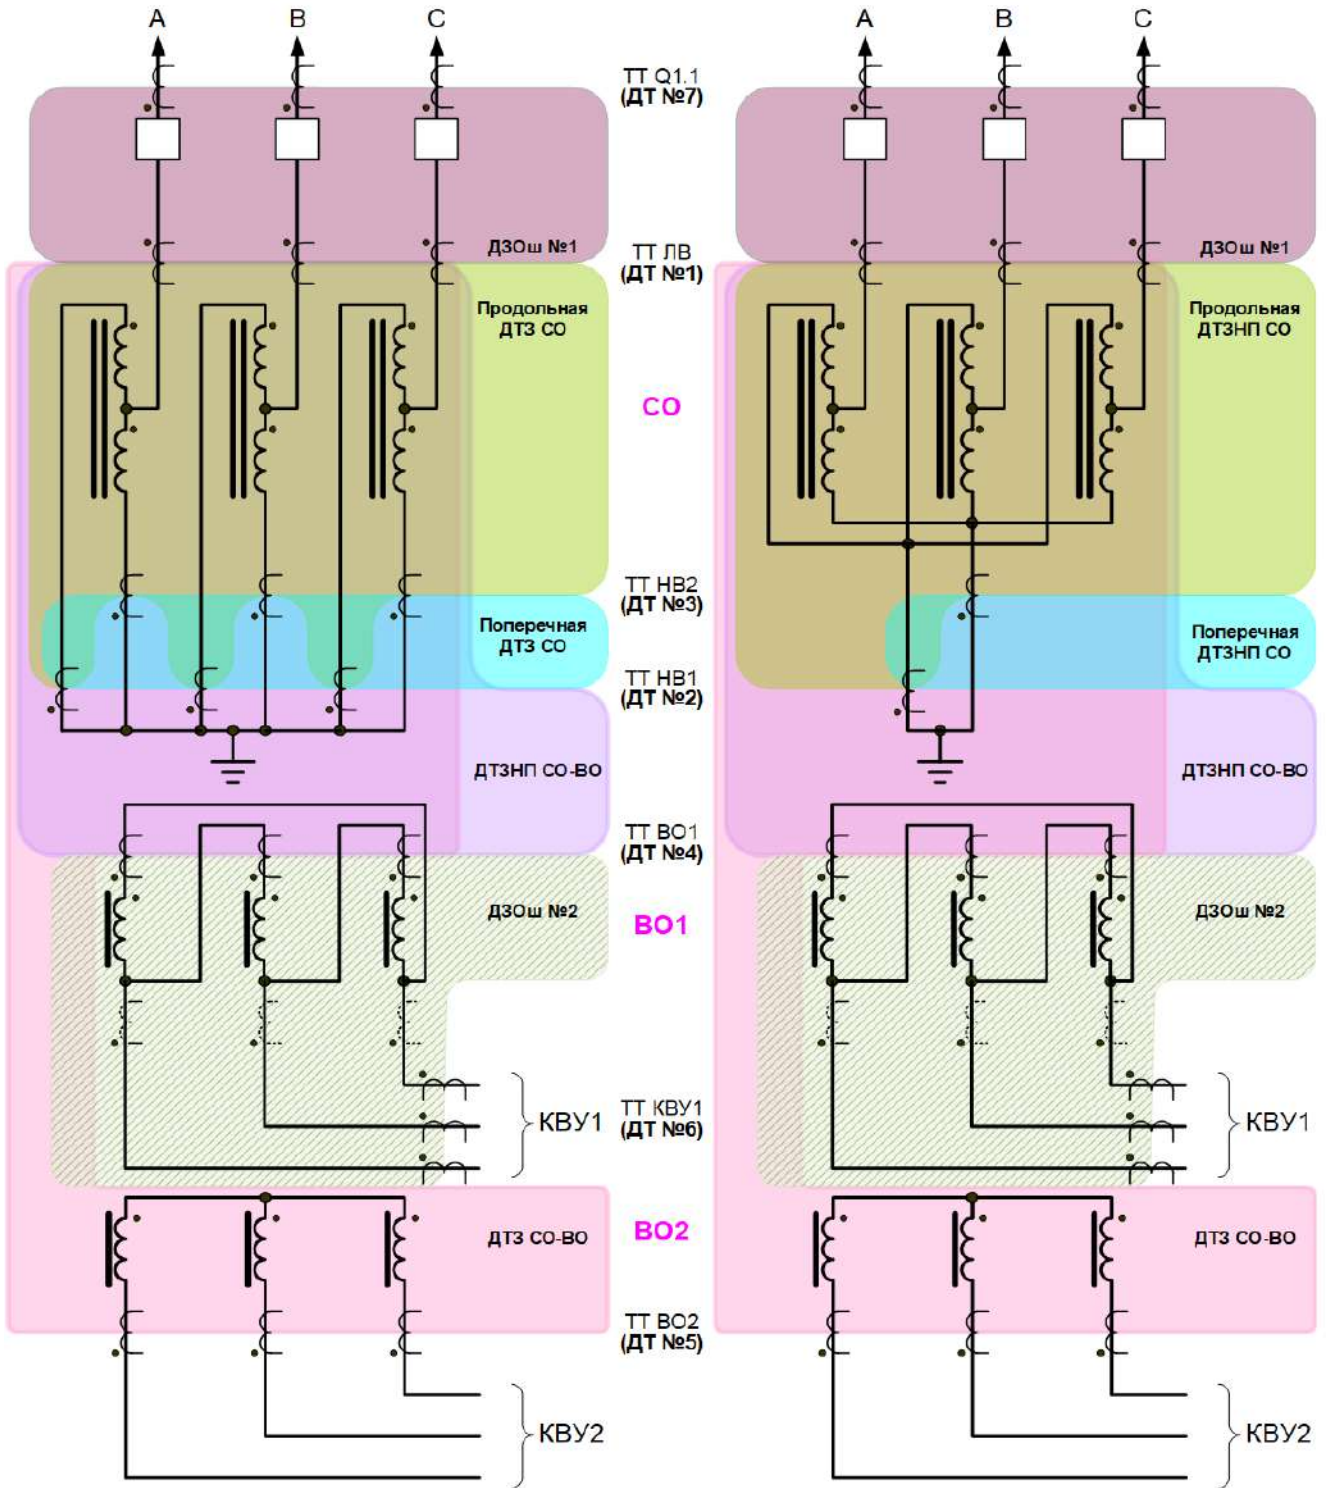 A B C A B C
ТТ Q1.1
(ДТ №7)
ДЗОш №1 ДЗОш №1
ТТ ЛВ
(ДТ №1)
Продольная
ДТЗ СО
Продольная
ДТЗНП СО
СО
ТТ НВ2
(ДТ №3)
Поперечная
ДТЗ СО
Поперечная
ДТЗНП СО
ТТ НВ1
(ДТ №2)
ДТЗНП СО-ВО ДТЗНП СО-ВО
ТТ ВО1
(ДТ №4)
ДЗОш №2 ДЗОш №2
ВО1
ТТ КВУ1
(ДТ №6)
КВУ1 КВУ1
ВО2
ДТЗ СО-ВО ДТЗ СО-ВО
ТТ ВО2
(ДТ №5)
КВУ2 КВУ2